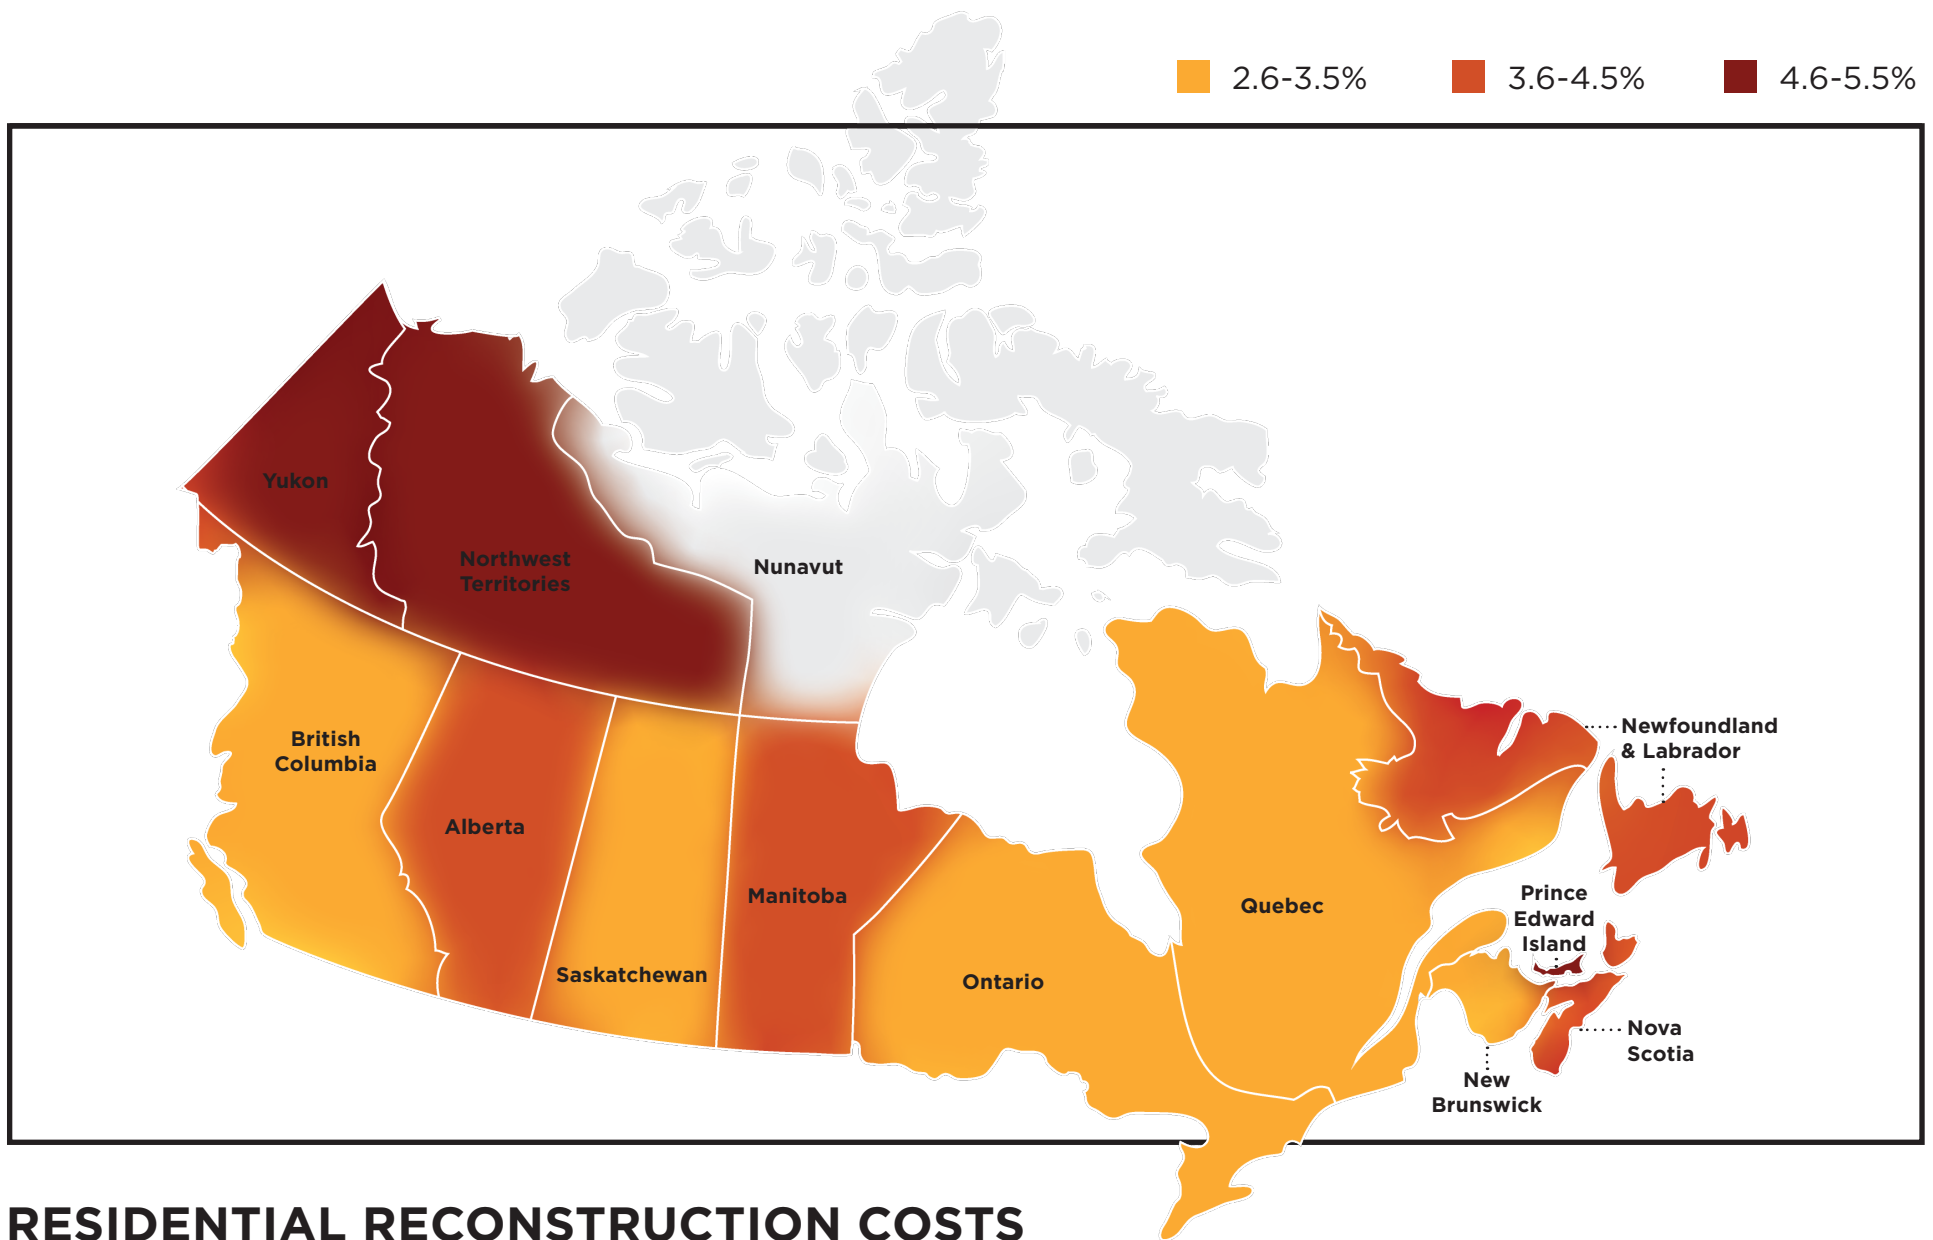 2.6-3.5%
3.6-4.5%
4.6-5.5%
Yukon
Northwest
Territories
Nunavut
British
Columbia
Newfoundland
& Labrador
Alberta
Manitoba
Prince
Edward
Island
Quebec
Saskatchewan
Ontario
Nova
Scotia
New
Brunswick
RESIDENTIAL RECONSTRUCTION COSTS